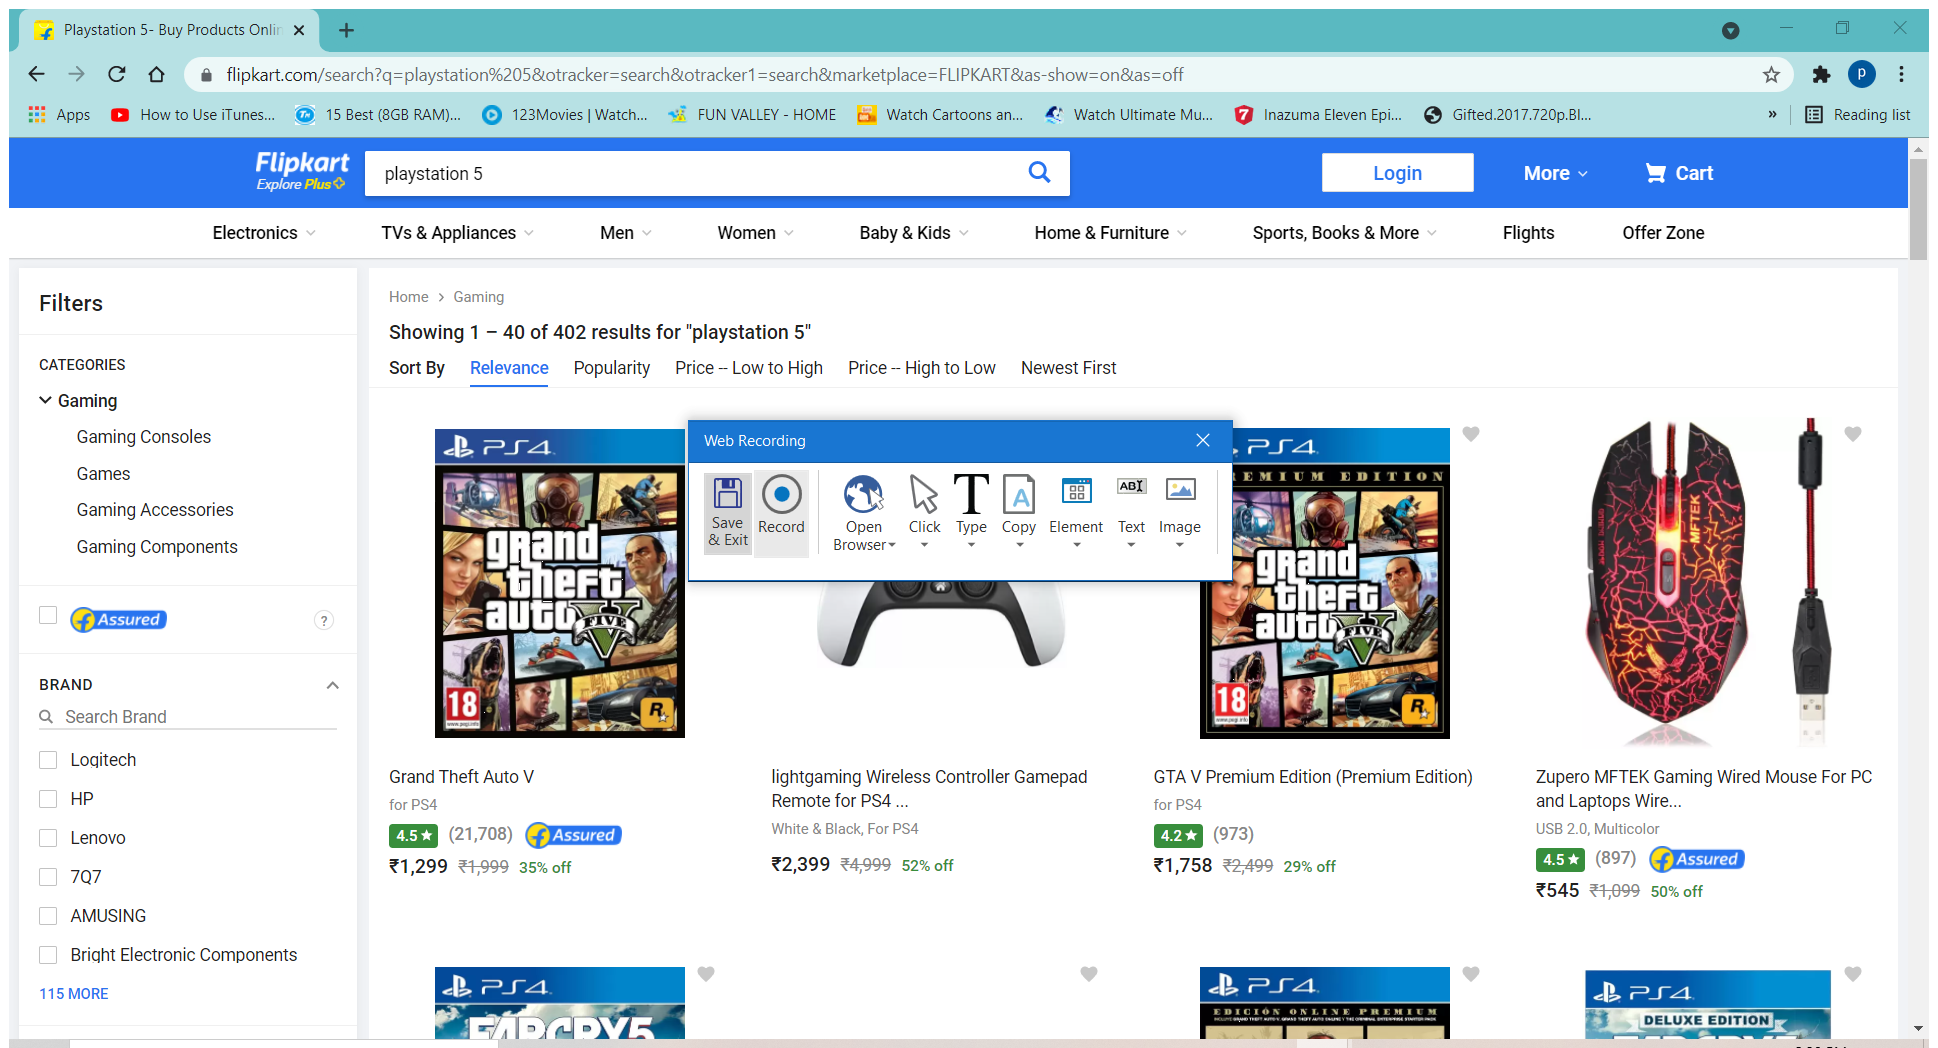 Playstation 5- Buy Products Onlin
flipkart.com/search?q=playstation%205&otracker=search&otracker1=search&marketplace=FLIPKART&as-show=on&as=off
p
Apps How to Use iTunes... 15 Best (8GB RAM)... 123Movies | Watch... FUN VALLEY - HOME Watch Cartoons an... Watch Ultimate Mu... Inazuma Eleven Epi... Gifted.2017.720p.Bl... » Reading list
Flipkart
Explore Plus
playstation 5
Login More Cart
Electronics TVs & Appliances Men Women Baby & Kids Home & Furniture Sports, Books & More Flights Offer Zone
Filters
CATEGORIES
Gaming
Gaming Consoles
Games
Gaming Accessories
Gaming Components
Assured ?
BRAND
Search Brand
Logitech
HP
Lenovo
7Q7
AMUSING
Bright Electronic Components
115 MORE
Home > Gaming
Showing 1 – 40 of 402 results for "playstation 5"
Sort By Relevance Popularity Price -- Low to High Price -- High to Low Newest First
Web Recording
Save & Exit Record Open Browser Click Type Copy Element Text Image
PS4
grand
theft
auto
FIVE
18
www.pegi.info
R
PS4
PREMIUM EDITION
grand
theft
auto
FIVE
18
R
MFTEK
Grand Theft Auto V
for PS4
4.5★ (21,708) Assured
₹1,299 ₹1,999 35% off
lightgaming Wireless Controller Gamepad
Remote for PS4 ...
White & Black, For PS4
₹2,399 ₹4,999 52% off
GTA V Premium Edition (Premium Edition)
for PS4
4.2★ (973)
₹1,758 ₹2,499 29% off
Zupero MFTEK Gaming Wired Mouse For PC
and Laptops Wire...
USB 2.0, Multicolor
4.5★ (897) Assured
₹545 ₹1,099 50% off
PS4
FARCRY5
PS4
EDICIÓN ONLINE PREMIUM
PS4
DELUXE EDITION